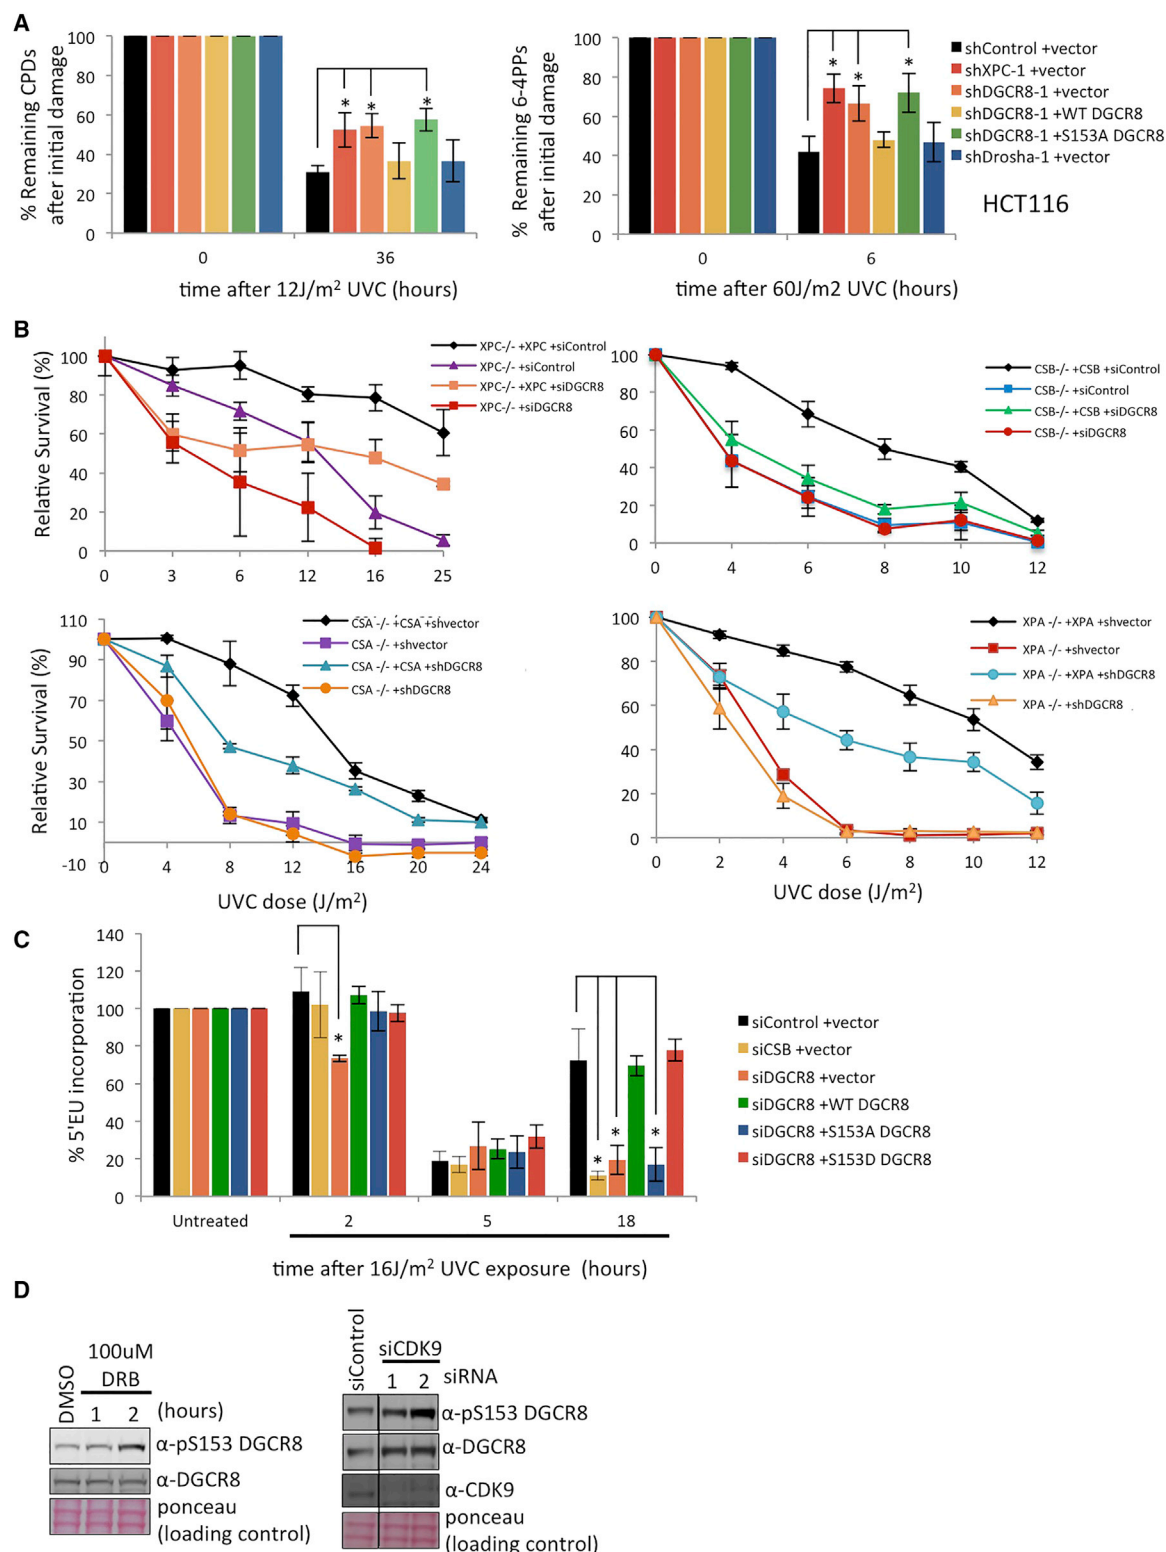 A
% Remaining CPDs
after initial damage
100
80
60
40
20
0
*
*
*
0
36
time after 12J/m² UVC (hours)
% Remaining 6-4PPs
after initial damage
100
80
60
40
20
0
*
*
*
0
6
time after 60J/m2 UVC (hours)
shControl +vector
shXPC-1 +vector
shDGCR8-1 +vector
shDGCR8-1 +WT DGCR8
shDGCR8-1 +S153A DGCR8
shDrosha-1 +vector
HCT116
B
Relative Survival (%)
100
80
60
40
20
0
0 3 6 12 16 25
XPC-/- +XPC +siControl
XPC-/- +siControl
XPC-/- +XPC +siDGCR8
XPC-/- +siDGCR8
100
80
60
40
20
0
0 4 6 8 10 12
CSB-/- +CSB +siControl
CSB-/- +siControl
CSB-/- +CSB +siDGCR8
CSB-/- +siDGCR8
Relative Survival (%)
110
90
70
50
30
10
-10
0 4 8 12 16 20 24
UVC dose (J/m²)
CSA -/- +CSA +shvector
CSA -/- +shvector
CSA -/- +CSA +shDGCR8
CSA -/- +shDGCR8
100
80
60
40
20
0
0 2 4 6 8 10 12
UVC dose (J/m²)
XPA -/- +XPA +shvector
XPA -/- +shvector
XPA -/- +XPA +shDGCR8
XPA -/- +shDGCR8
C
% 5'EU incorporation
140
120
100
80
60
40
20
0
*
*
*
*
Untreated 2 5 18
time after 16J/m² UVC exposure (hours)
siControl +vector
siCSB +vector
siDGCR8 +vector
siDGCR8 +WT DGCR8
siDGCR8 +S153A DGCR8
siDGCR8 +S153D DGCR8
D
DMSO
100uM
DRB
1 2 (hours)
α-pS153 DGCR8
α-DGCR8
ponceau
(loading control)
siControl
siCDK9
1 2 siRNA
α-pS153 DGCR8
α-DGCR8
α-CDK9
ponceau
(loading control)